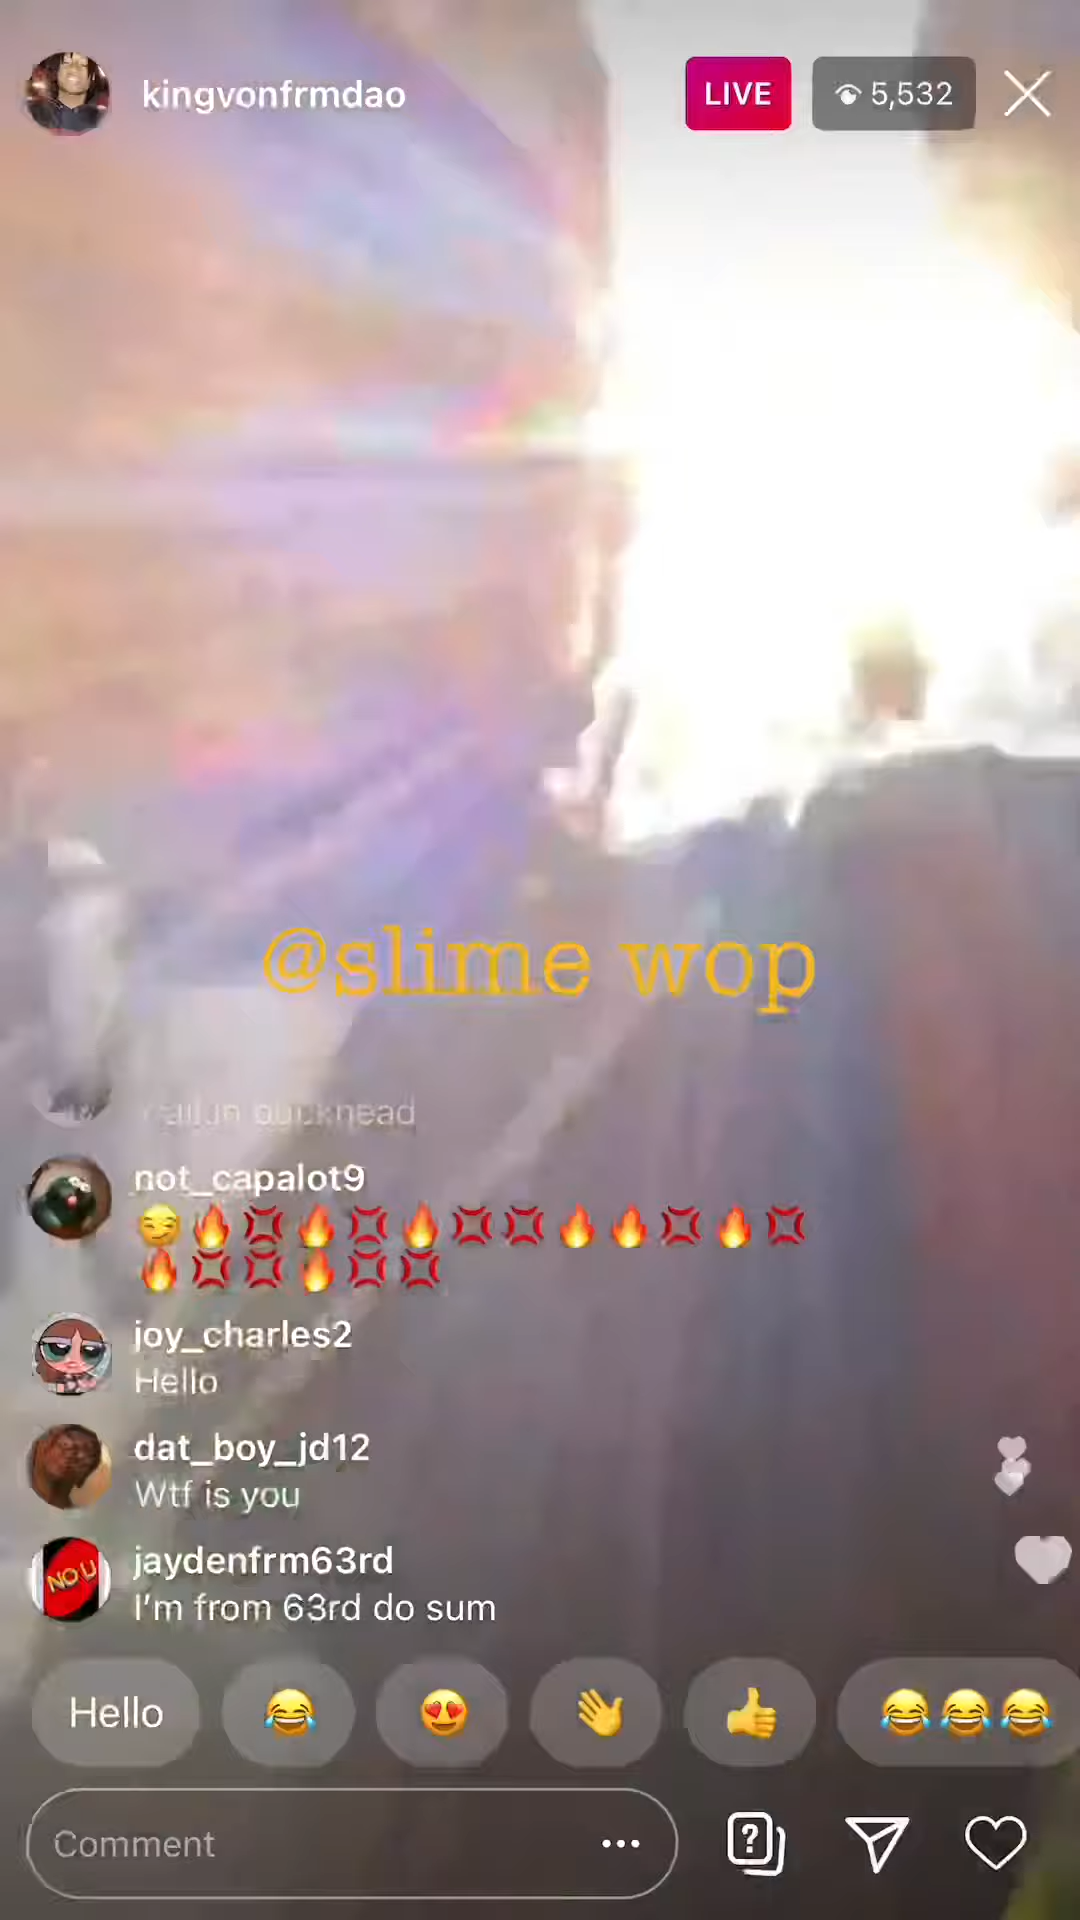 kingvonfrmdao
LIVE
5,532
@slime wop
not_capalot9
😏🔥💢🔥💢🔥💢💢🔥🔥💢🔥💢
🔥💢💢🔥💢💢
joy_charles2
Hello
dat_boy_jd12
Wtf is you
NO U
jaydenfrm63rd
I'm from 63rd do sum
Hello 😂 😍 👋 👍 😂😂😂
Comment